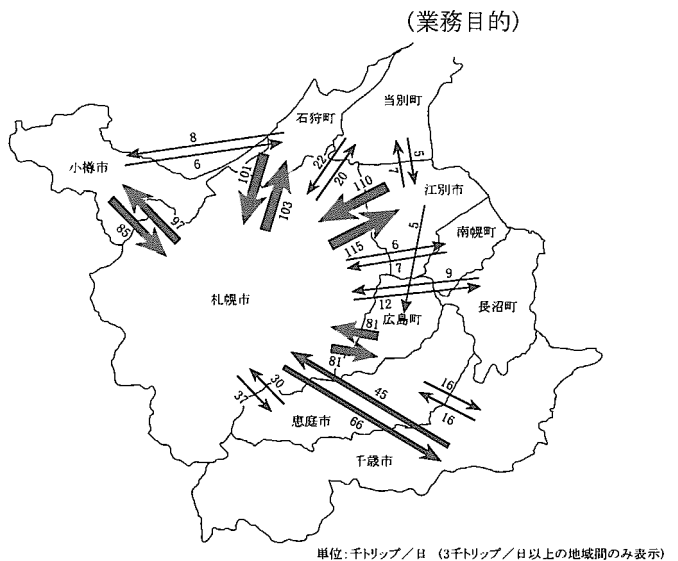 (業務目的)
石狩町
当別町
小樽市
8
6
101
103
22
20
7
5
110
江別市
115
5
南幌町
85
97
6
7
9
12
札幌市
広島町
長沼町
81
81
37
30
45
66
16
16
恵庭市
千歳市
単位:千トリップ/日 (3千トリップ/日以上の地域間のみ表示)